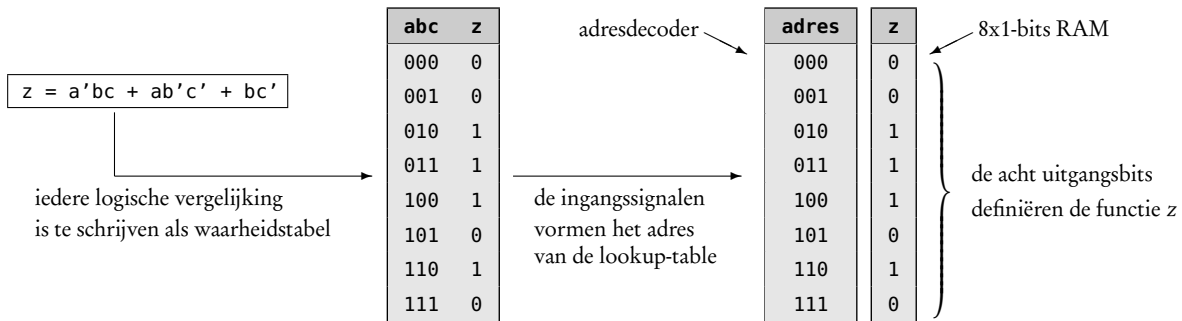 z = a’bc + ab’c’ + bc’
iedere logische vergelijking
is te schrijven als waarheidstabel
abc z
000 0
001 0
010 1
011 1
100 1
101 0
110 1
111 0
de ingangssignalen
vormen het adres
van de lookup-table
adresdecoder
adres z
000 0
001 0
010 1
011 1
100 1
101 0
110 1
111 0
8x1-bits RAM
de acht uitgangsbits
definiëren de functie z